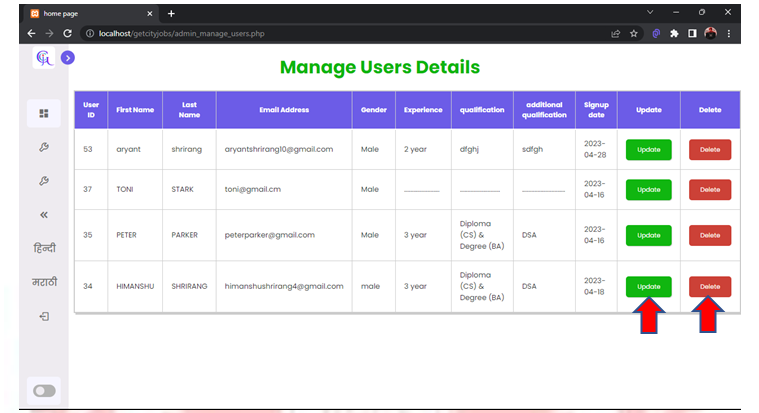 home page
localhost/getcityjobs/admin_manage_users.php
Manage Users Details
User ID First Name Last Name Email Address Gender Experience qualification additional qualification Signup date Update Delete
53 aryant shrirang aryantshrirang10@gmail.com Male 2 year dfghj sdfgh 2023-04-28 Update Delete
37 TONI STARK toni@gmail.cm Male 2023-04-16 Update Delete
35 PETER PARKER peterparker@gmail.com Male 3 year Diploma (CS) & Degree (BA) DSA 2023-04-16 Update Delete
34 HIMANSHU SHRIRANG himanshushrirang4@gmail.com male 3 year Diploma (CS) & Degree (BA) DSA 2023-04-18 Update Delete
हिन्दी
मराठी